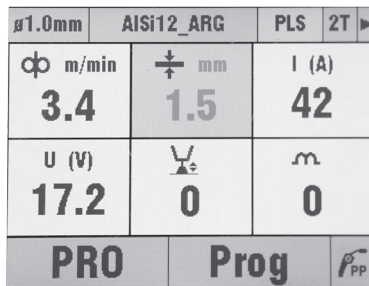 ø1.0mm AlSi12_ARG PLS 2T
m/min mm I (A)
3.4 1.5 42
U (V)
17.2 0 0
PRO Prog PP